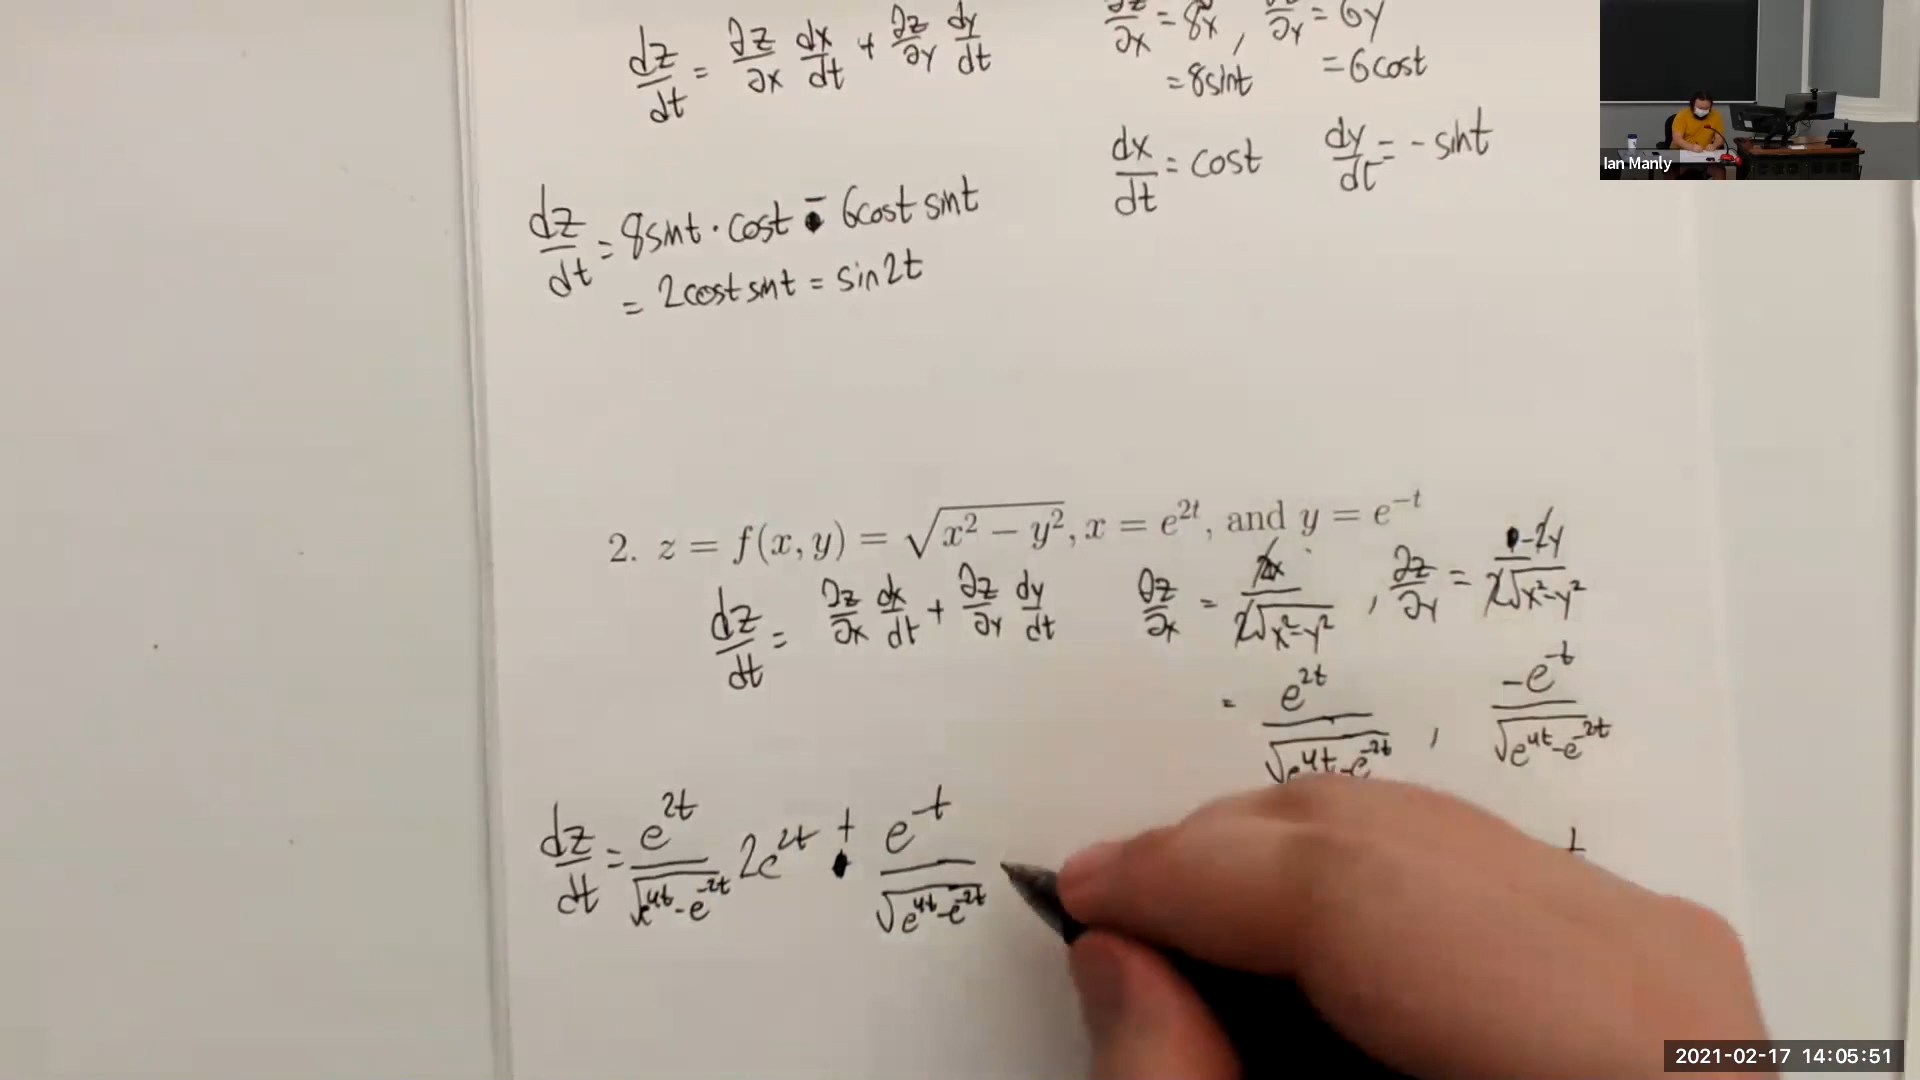 dz/dt = ∂z/∂x dx/dt + ∂z/∂y dy/dt
∂z/∂x = 8x, ∂z/∂y = 6y
= 8sint = 6cost
dx/dt = cost dy/dt = -sint
dz/dt = 8sint · cost - 6cost sint
= 2cost sint = sin2t
2. z = f(x, y) = √(x² − y²), x = e^{2t}, and y = e^{−t}
dz/dt = ∂z/∂x dx/dt + ∂z/∂y dy/dt
∂z/∂x = 2x/(2√(x²-y²)), ∂z/∂y = -2y/(2√(x²-y²))
= e^{2t}/√(e^{4t}-e^{-2t}), -e^{-t}/√(e^{4t}-e^{-2t})
dz/dt = e^{2t}/√(e^{4t}-e^{-2t}) 2e^{2t} + e^{-t}/√(e^{4t}-e^{-2t})
Ian Manly
2021-02-17 14:05:51